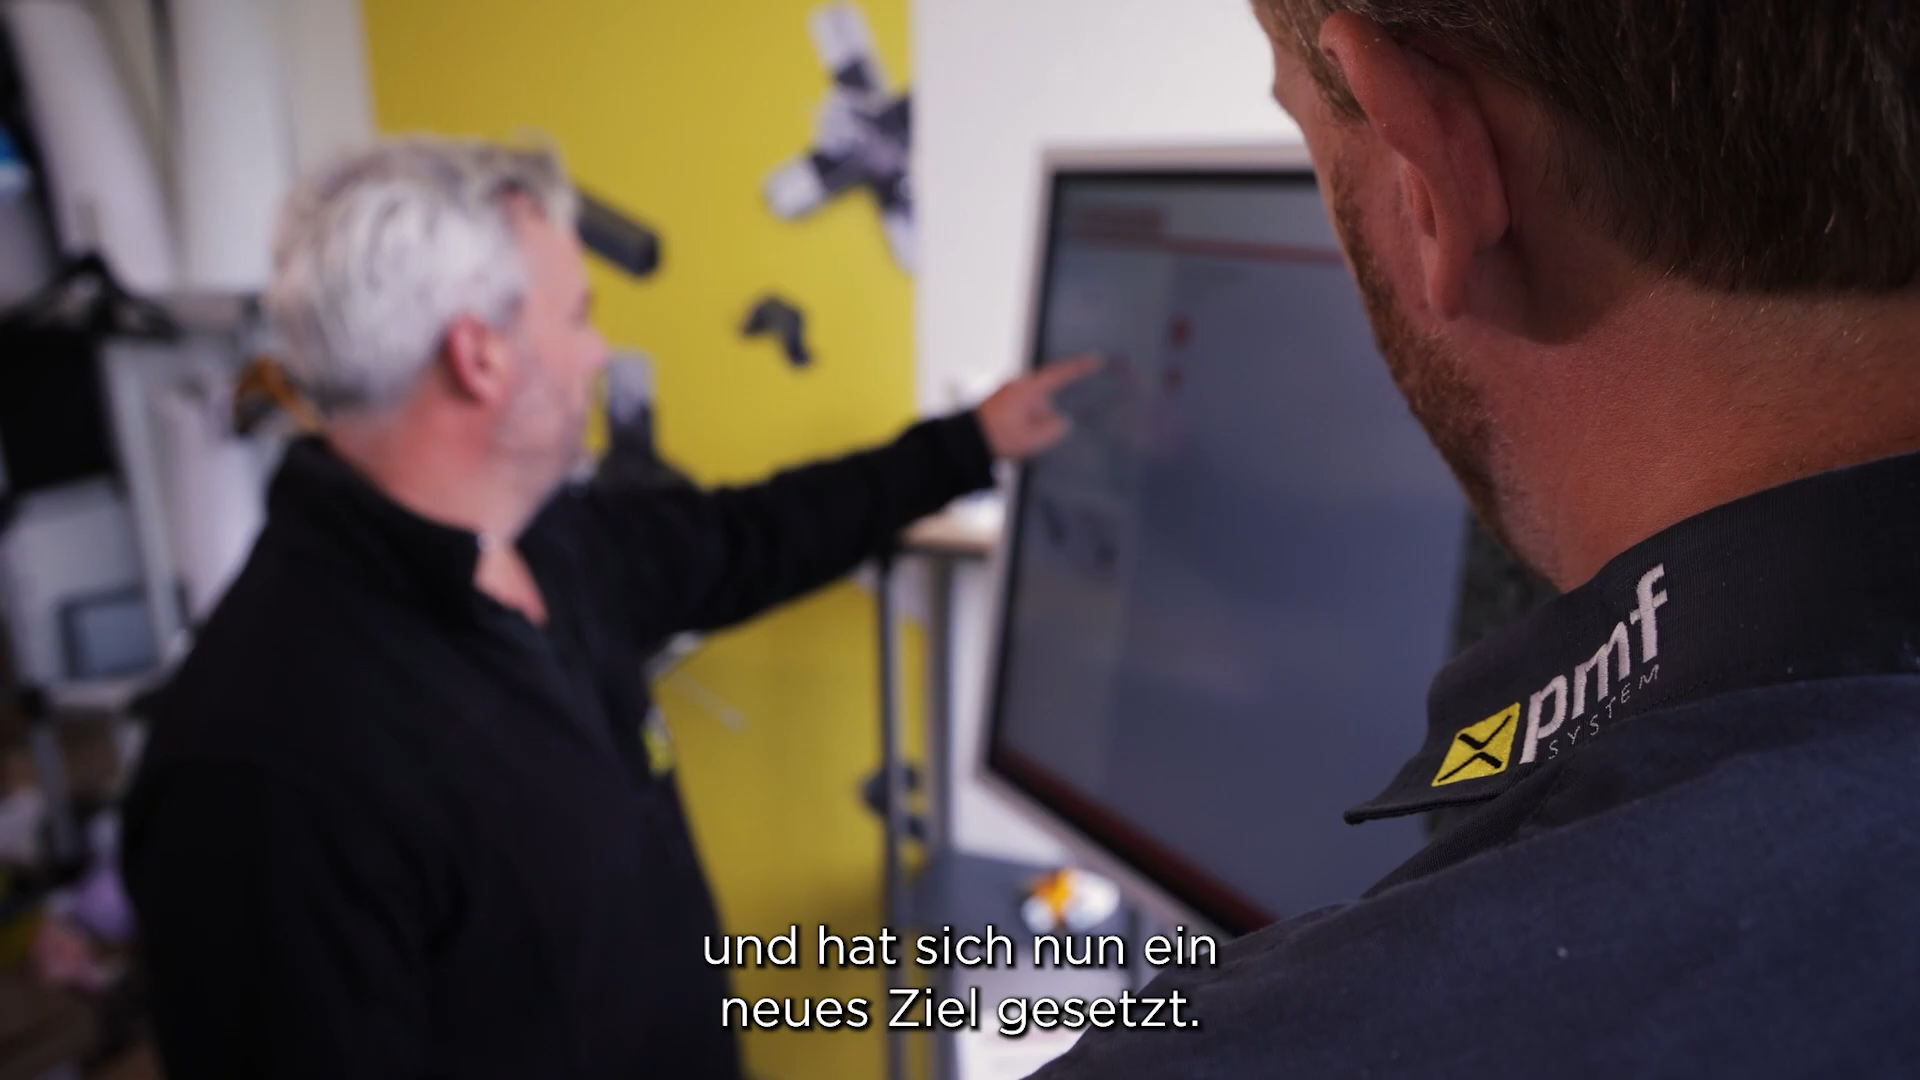 pmf
SYSTEM
und hat sich nun ein
neues Ziel gesetzt.